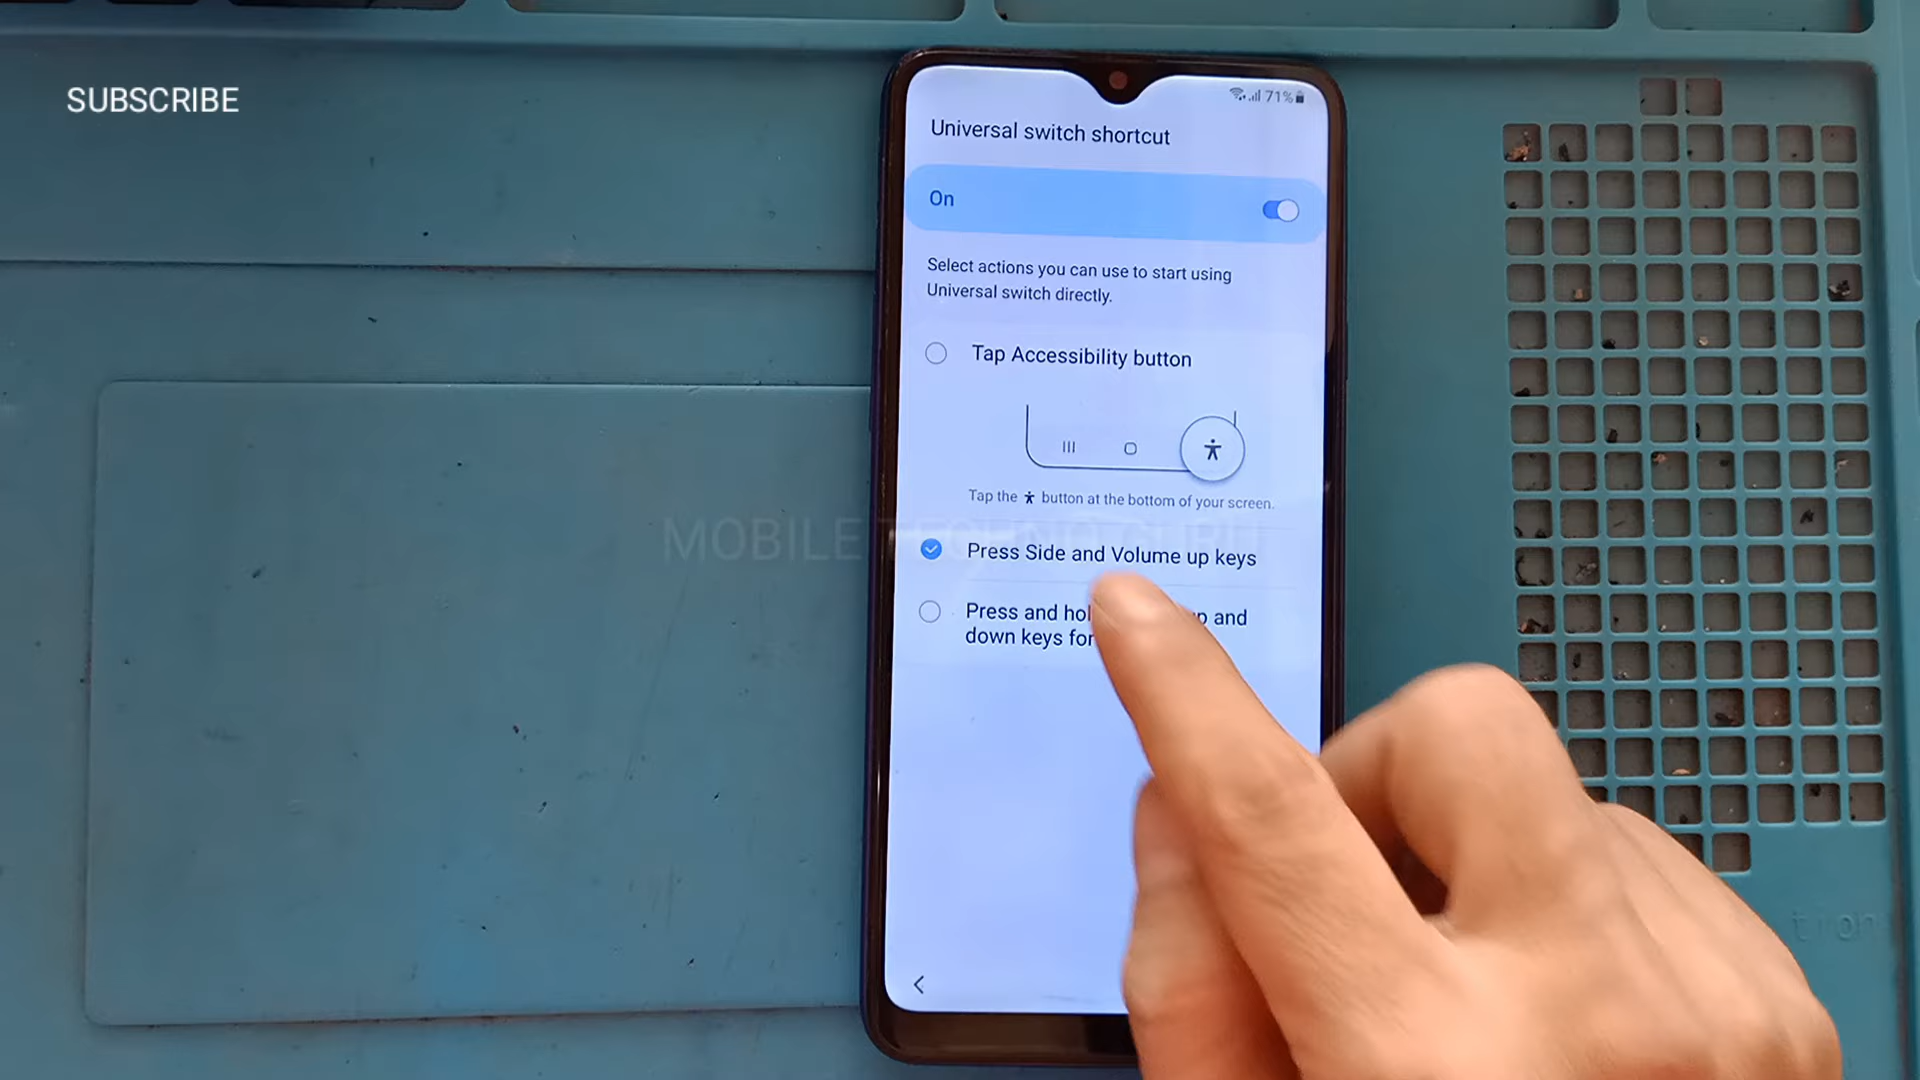 SUBSCRIBE
71%
Universal switch shortcut
On
Select actions you can use to start using
Universal switch directly.
Tap Accessibility button
Tap the button at the bottom of your screen.
MOBILE TECHNO GURU
Press Side and Volume up keys
Press and hol and
down keys for